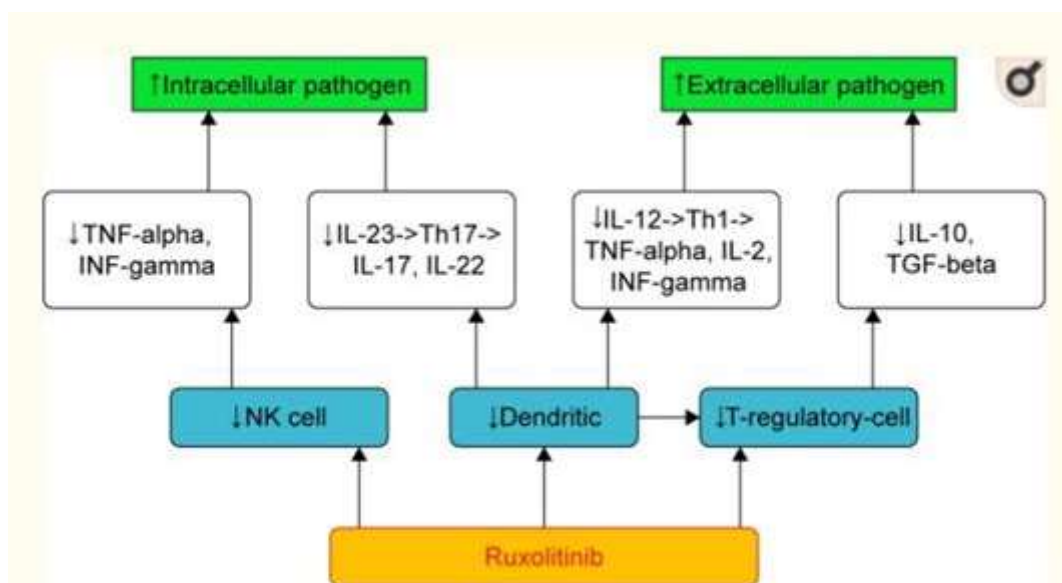 ↑Intracellular pathogen
↑Extracellular pathogen
↓TNF-alpha,
INF-gamma
↓IL-23->Th17->
IL-17, IL-22
↓IL-12->Th1->
TNF-alpha, IL-2,
INF-gamma
↓IL-10,
TGF-beta
↓NK cell
↓Dendritic
↓T-regulatory-cell
Ruxolitinib